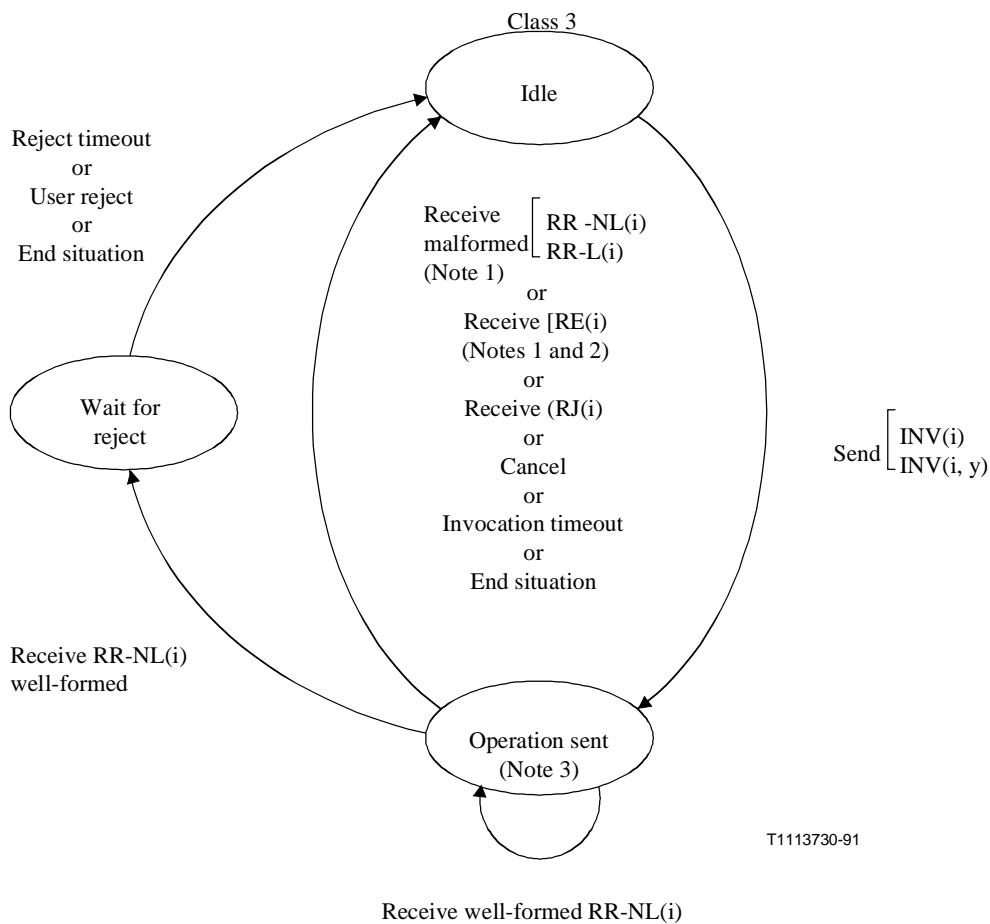 Class 3
Idle
Reject timeout
or
User reject
or
End situation
Receive
malformed
(Note 1)
RR -NL(i)
RR-L(i)
or
Receive [RE(i)
(Notes 1 and 2)
or
Receive (RJ(i)
or
Cancel
or
Invocation timeout
or
End situation
Wait for
reject
Send
INV(i)
INV(i, y)
Receive RR-NL(i)
well-formed
Operation sent
(Note 3)
T1113730-91
Receive well-formed RR-NL(i)